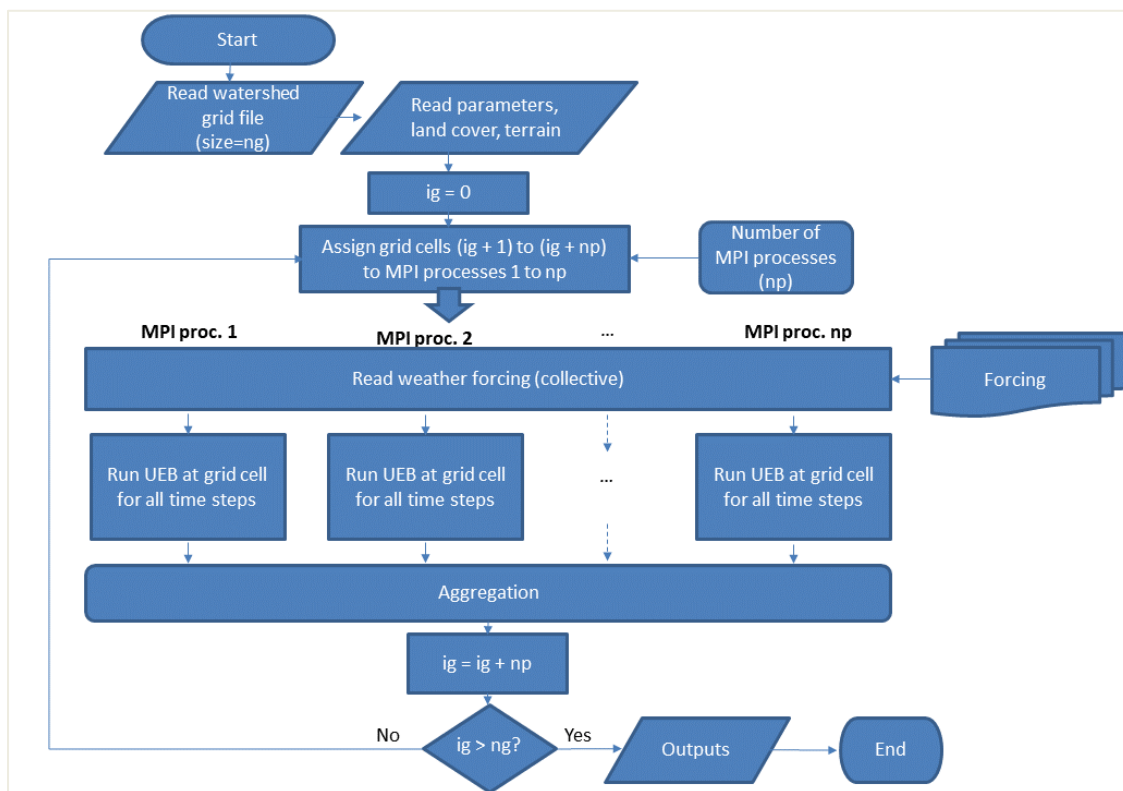 Start
Read watershed
grid file
(size=ng)
Read parameters,
land cover, terrain
ig = 0
Assign grid cells (ig + 1) to (ig + np)
to MPI processes 1 to np
Number of
MPI processes
(np)
MPI proc. 1
MPI proc. 2
...
MPI proc. np
Read weather forcing (collective)
Forcing
Run UEB at grid cell
for all time steps
Run UEB at grid cell
for all time steps
...
Run UEB at grid cell
for all time steps
Aggregation
ig = ig + np
No
ig > ng?
Yes
Outputs
End